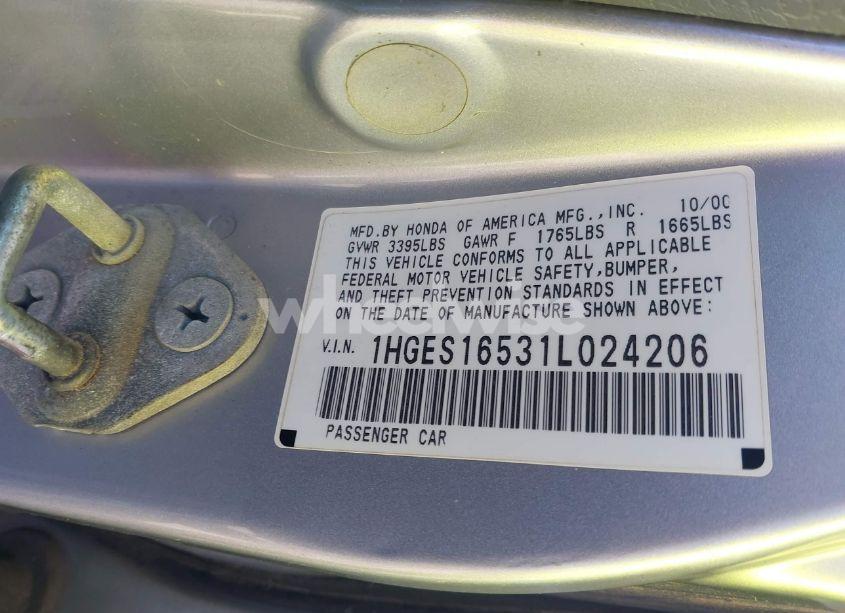 MFD.BY HONDA OF AMERICA MFG.,INC. 10/00
GVWR 3395LBS GAWR F 1765LBS R 1665LBS
THIS VEHICLE CONFORMS TO ALL APPLICABLE
FEDERAL MOTOR VEHICLE SAFETY,BUMPER,
AND THEFT PREVENTION STANDARDS IN EFFECT
ON THE DATE OF MANUFACTURE SHOWN ABOVE:
wheelwise
V.I.N. 1HGES16531L024206
PASSENGER CAR